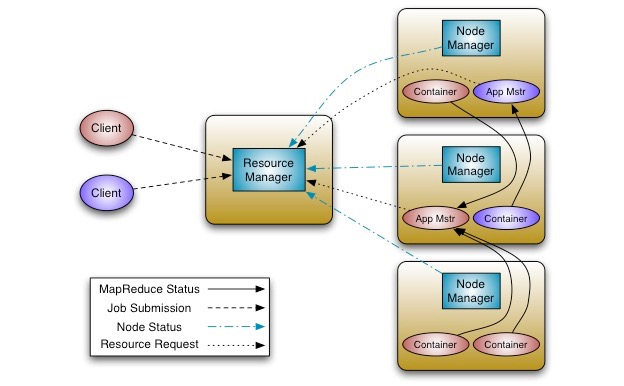 Client
Client
Resource
Manager
Node
Manager
Container
App Mstr
Node
Manager
App Mstr
Container
Node
Manager
Container
Container
MapReduce Status
Job Submission
Node Status
Resource Request